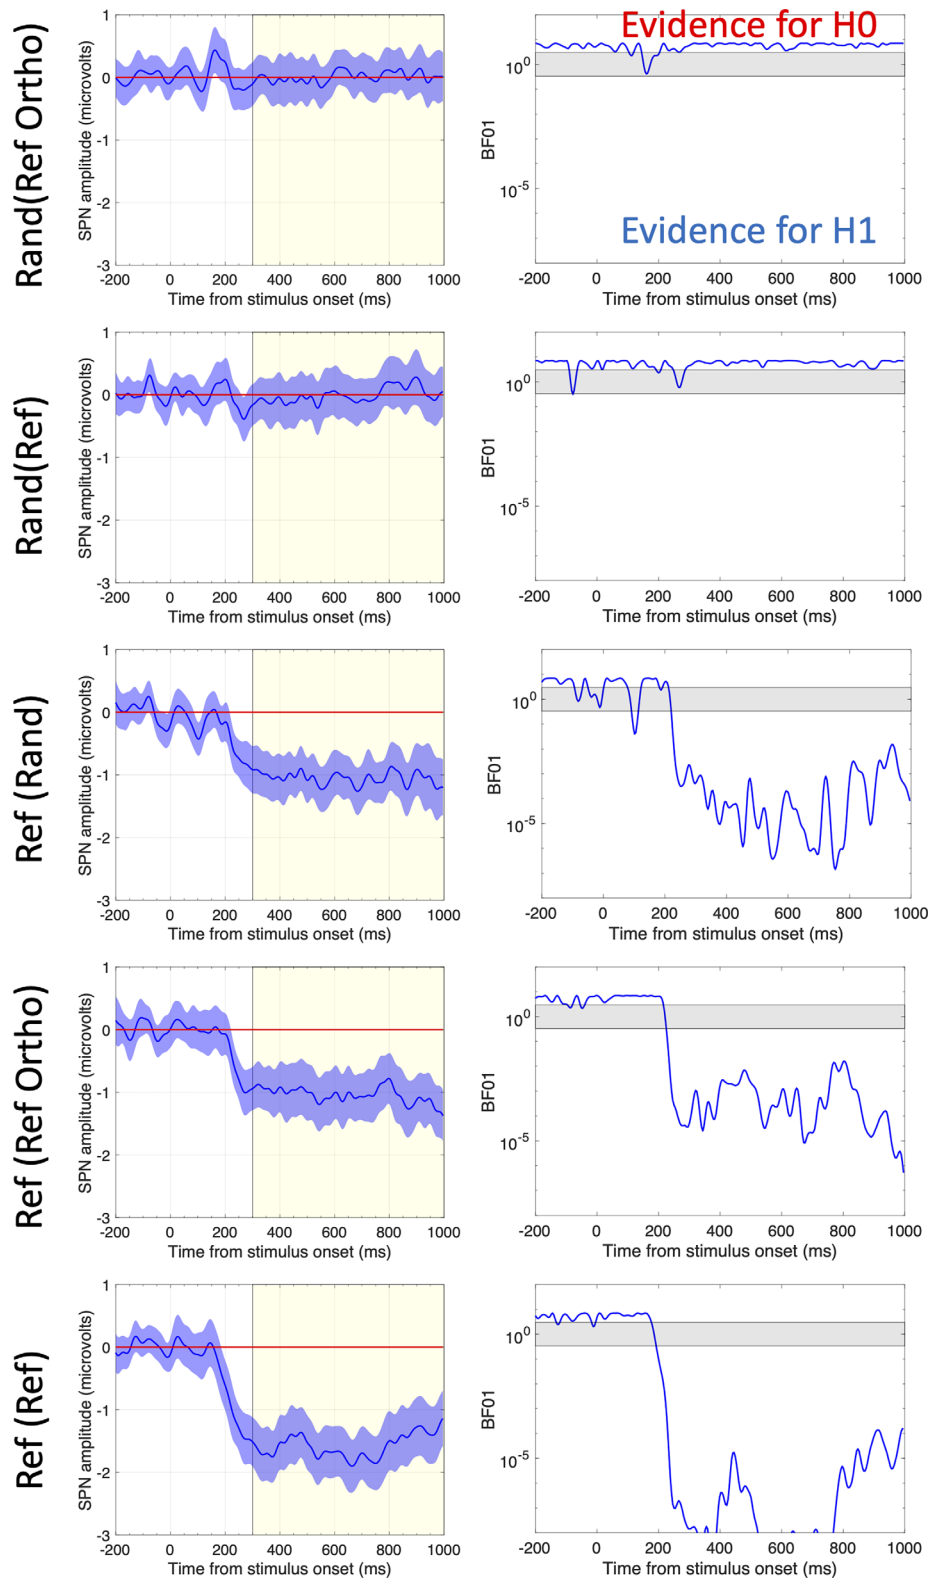 Rand(Ref Ortho)
SPN amplitude (microvolts)
1
0
-1
-2
-3
-200 0 200 400 600 800 1000
Time from stimulus onset (ms)
Evidence for H0
Evidence for H1
BF01
10^0
10^-5
-200 0 200 400 600 800 1000
Time from stimulus onset (ms)
Rand(Ref)
SPN amplitude (microvolts)
1
0
-1
-2
-3
-200 0 200 400 600 800 1000
Time from stimulus onset (ms)
BF01
10^0
10^-5
-200 0 200 400 600 800 1000
Time from stimulus onset (ms)
Ref (Rand)
SPN amplitude (microvolts)
1
0
-1
-2
-3
-200 0 200 400 600 800 1000
Time from stimulus onset (ms)
BF01
10^0
10^-5
-200 0 200 400 600 800 1000
Time from stimulus onset (ms)
Ref (Ref Ortho)
SPN amplitude (microvolts)
1
0
-1
-2
-3
-200 0 200 400 600 800 1000
Time from stimulus onset (ms)
BF01
10^0
10^-5
-200 0 200 400 600 800 1000
Time from stimulus onset (ms)
Ref (Ref)
SPN amplitude (microvolts)
1
0
-1
-2
-3
-200 0 200 400 600 800 1000
Time from stimulus onset (ms)
BF01
10^0
10^-5
-200 0 200 400 600 800 1000
Time from stimulus onset (ms)